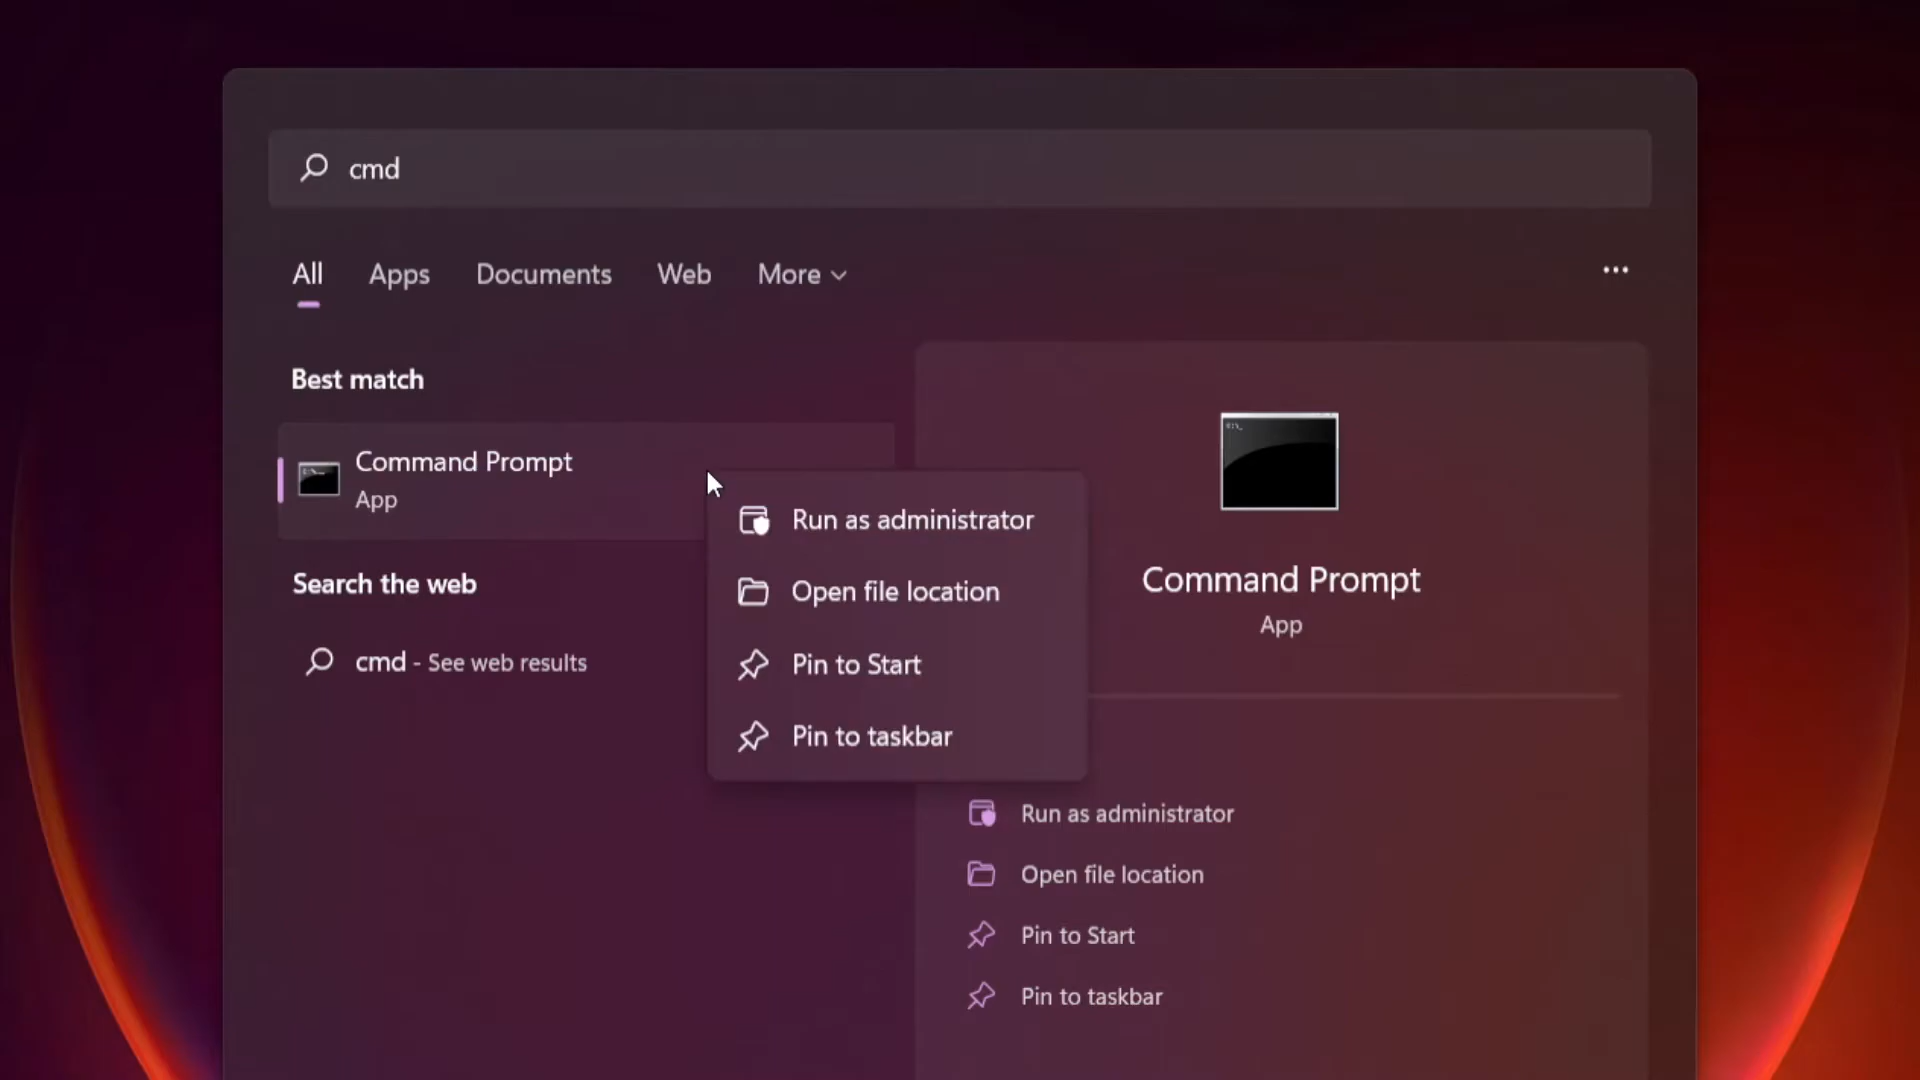 cmd
All Apps Documents Web More
Best match
Command Prompt
App
Search the web
cmd - See web results
Run as administrator
Open file location
Pin to Start
Pin to taskbar
Command Prompt
App
Run as administrator
Open file location
Pin to Start
Pin to taskbar